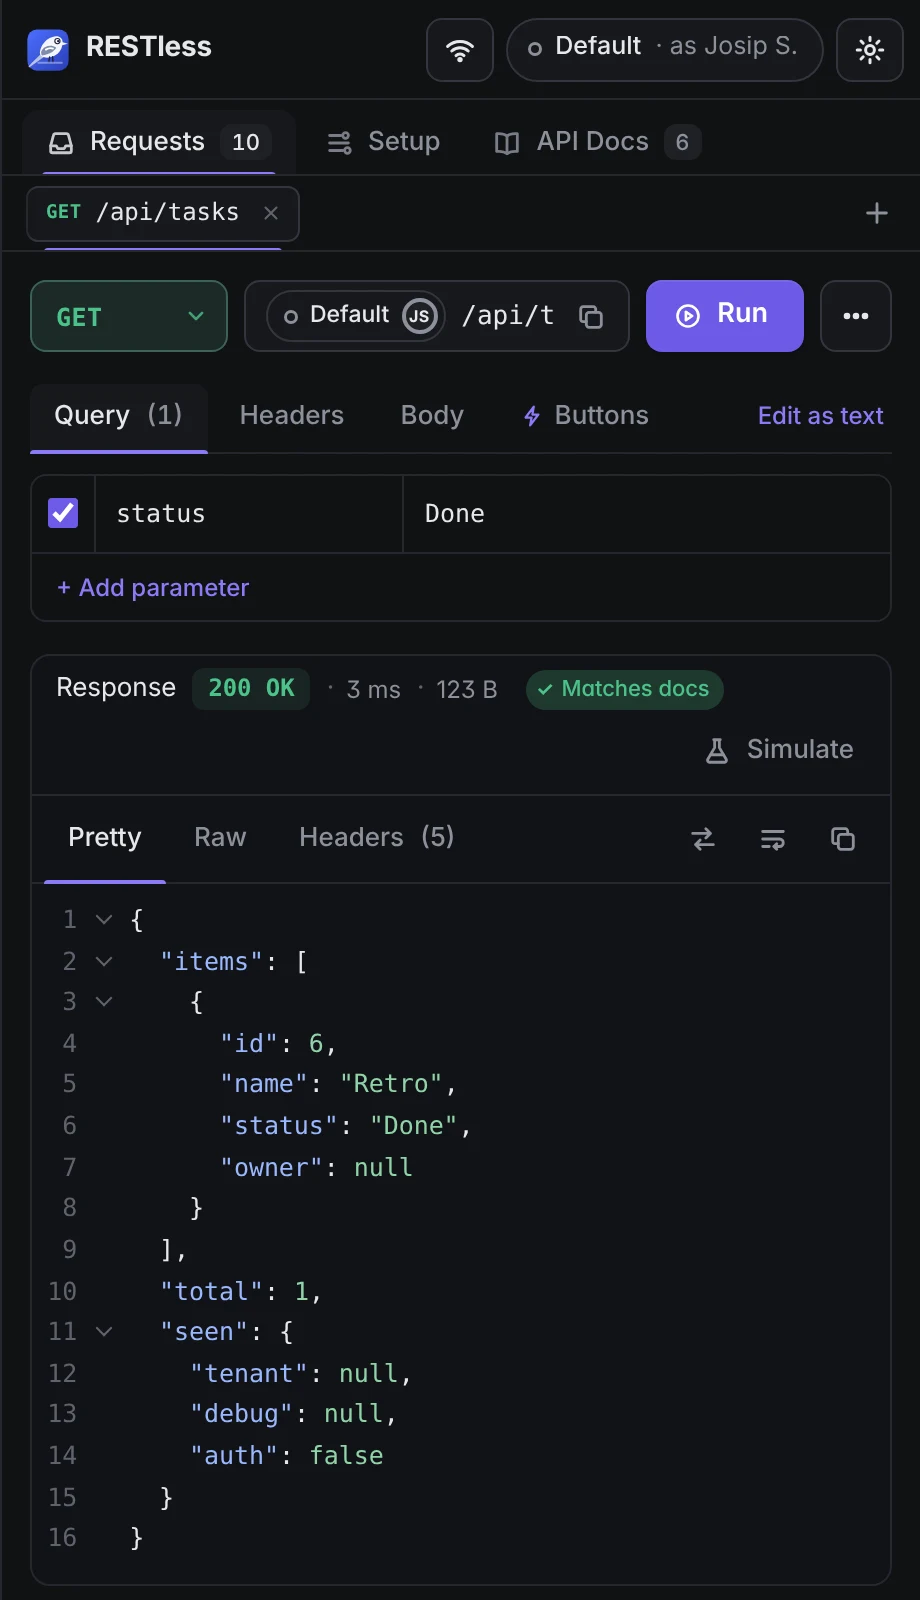 RESTless
Default · as Josip S.
Requests 10 Setup API Docs 6
GET /api/tasks
GET Default JS /api/t Run
Query (1) Headers Body Buttons Edit as text
status Done
+ Add parameter
Response 200 OK · 3 ms · 123 B Matches docs
Simulate
Pretty Raw Headers (5)
1 {
2 "items": [
3 {
4 "id": 6,
5 "name": "Retro",
6 "status": "Done",
7 "owner": null
8 }
9 ],
10 "total": 1,
11 "seen": {
12 "tenant": null,
13 "debug": null,
14 "auth": false
15 }
16 }